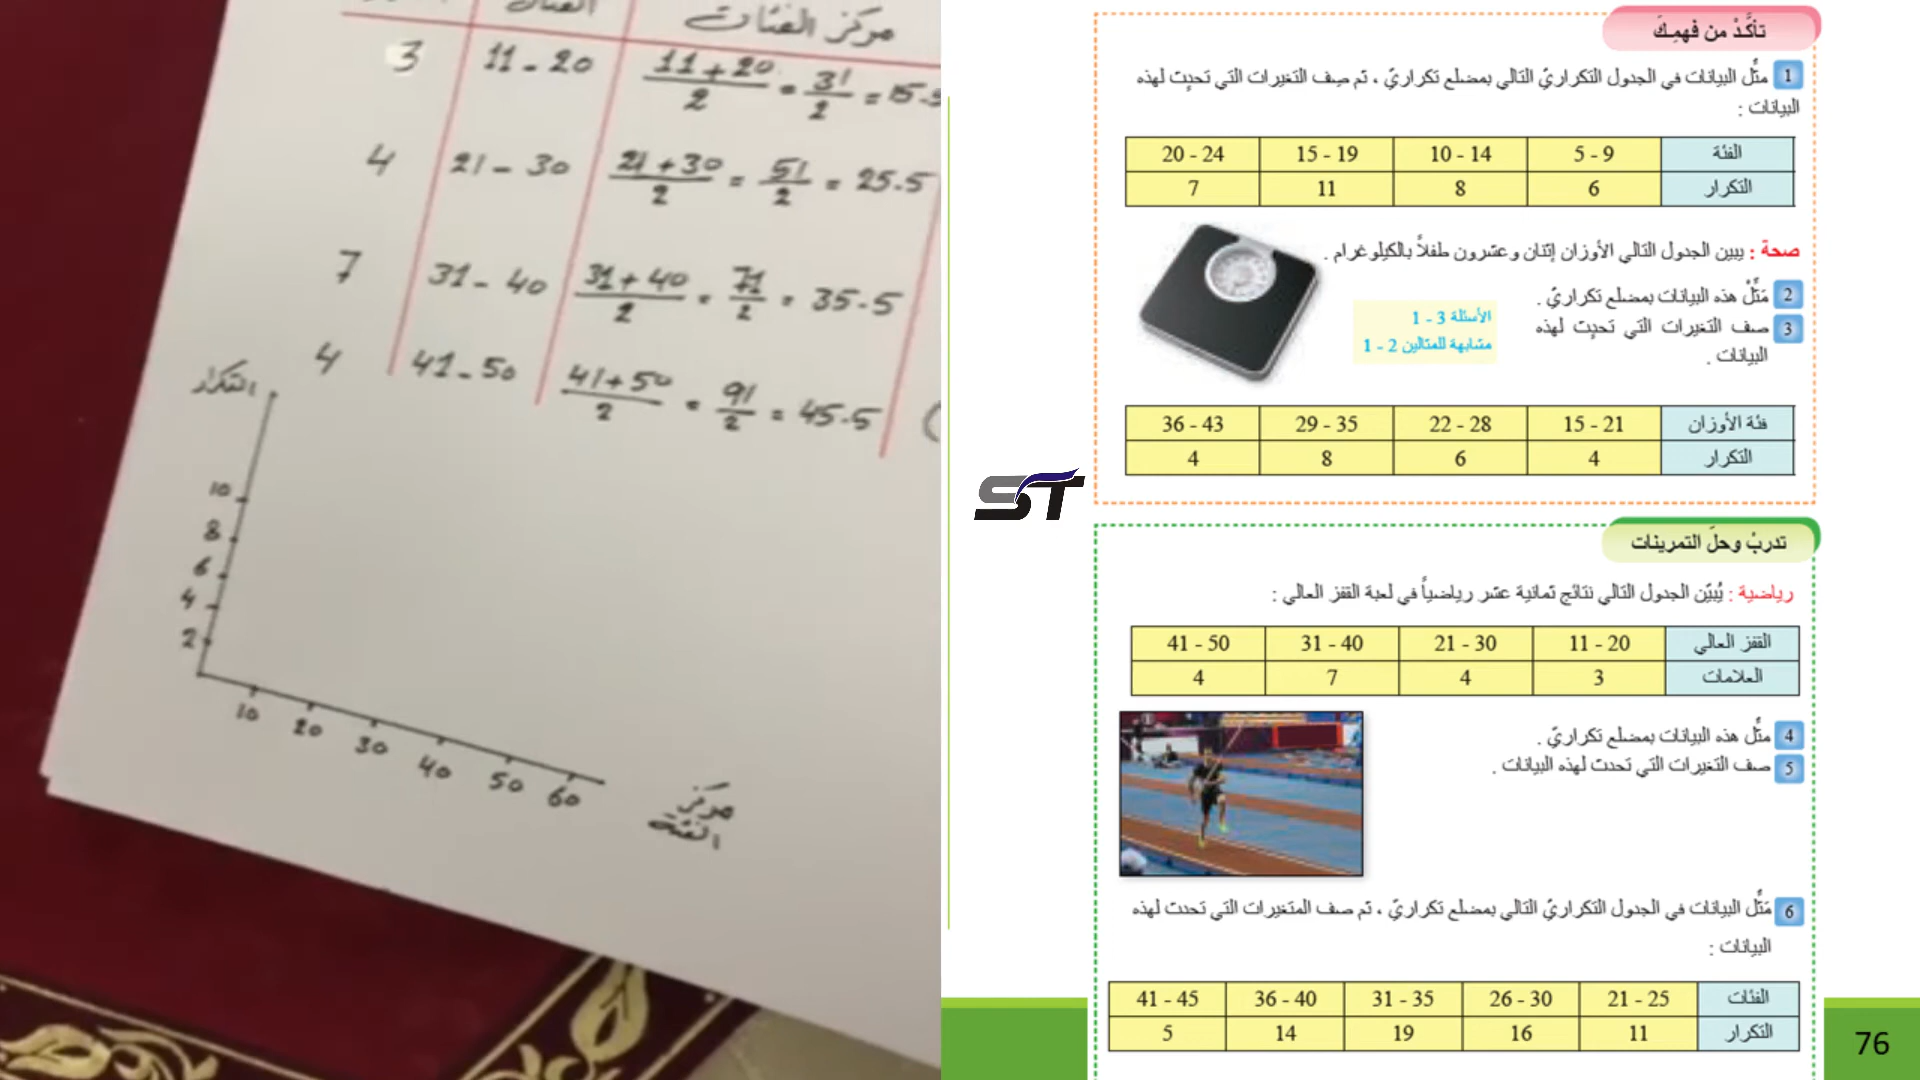 الفئات مركز الفئات
3 11 - 20 11 + 20 / 2 = 31 / 2 = 15.5
4 21 - 30 21 + 30 / 2 = 51 / 2 = 25.5
7 31 - 40 31 + 40 / 2 = 71 / 2 = 35.5
4 41 - 50 41 + 50 / 2 = 91 / 2 = 45.5
التكرار
10
8
6
4
2
10 20 30 40 50 60
مركز
الفئة
ST
تأكَّدْ من فهمِكَ
1 مثِّل البيانات في الجدول التكراريّ التالي بمضلع تكراريّ ، ثم صِف التغيرات التي تحدِث لهذه
البيانات :
الفئة 5 - 9 10 - 14 15 - 19 20 - 24
التكرار 6 8 11 7
صحة : يبين الجدول التالي الأوزان إثنان وعشرون طفلاً بالكيلوغرام .
2 مَثِّلْ هذه البيانات بمضلع تكراريّ .
3 صف التغيرات التي تحدِث لهذه
البيانات .
الأسئلة 3 - 1
مشابهة للمثالين 2 - 1
فئة الأوزان 15 - 21 22 - 28 29 - 35 36 - 43
التكرار 4 6 8 4
تدربْ وحلّ التمرينات
رياضية : يُبيّن الجدول التالي نتائج ثمانية عشر رياضياً في لعبة القفز العالي :
القفز العالي 11 - 20 21 - 30 31 - 40 41 - 50
العلامات 3 4 7 4
4 مثِّل هذه البيانات بمضلع تكراريّ .
5 صف التغيرات التي تحدث لهذه البيانات .
6 مَثِّل البيانات في الجدول التكراريّ التالي بمضلع تكراريّ ، ثم صف المتغيرات التي تحدث لهذه
البيانات :
الفئات 21 - 25 26 - 30 31 - 35 36 - 40 41 - 45
التكرار 11 16 19 14 5
76